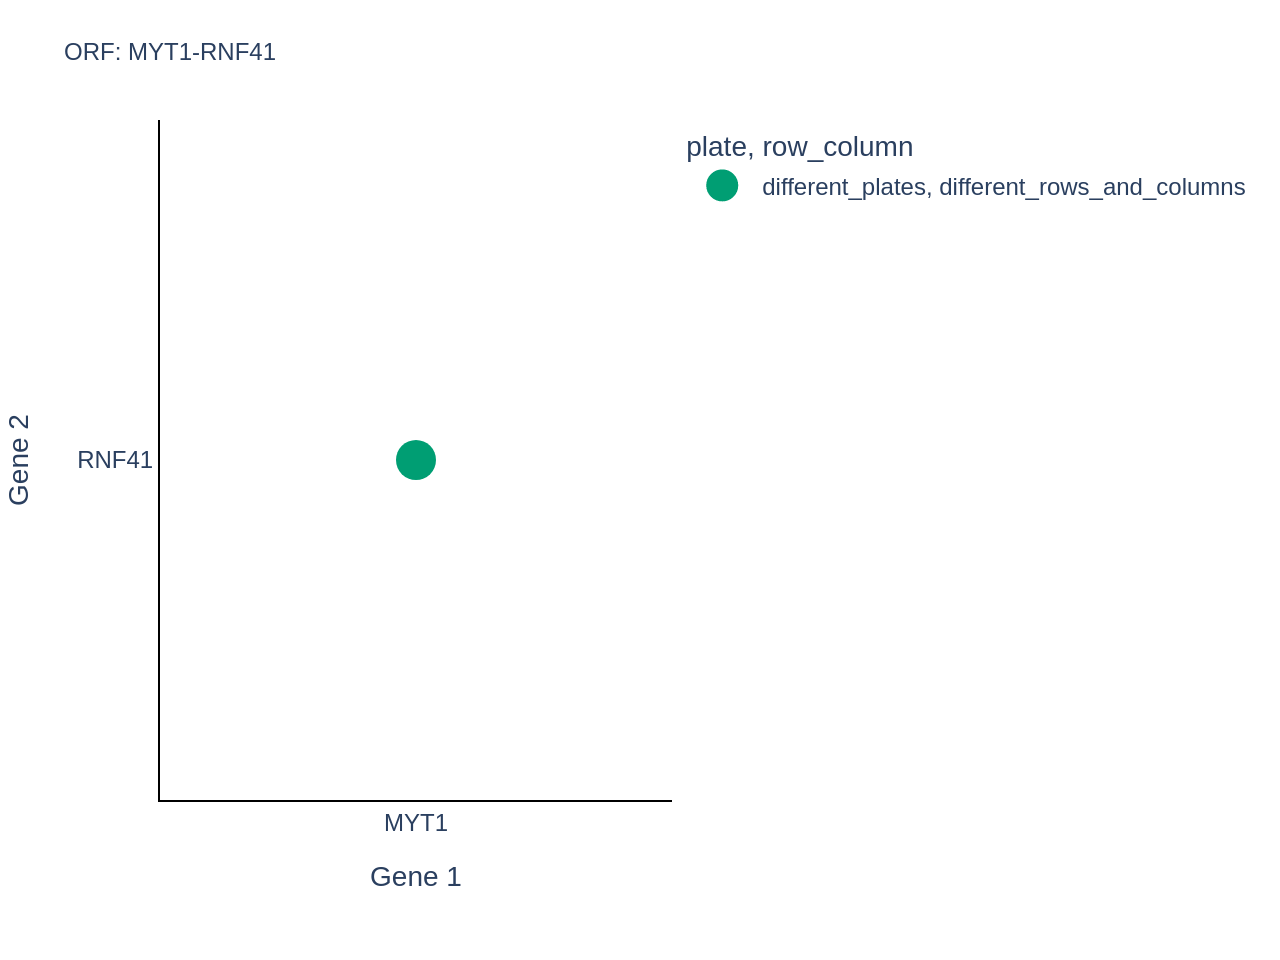 ORF: MYT1-RNF41
plate, row_column
different_plates, different_rows_and_columns
Gene 2
RNF41
MYT1
Gene 1